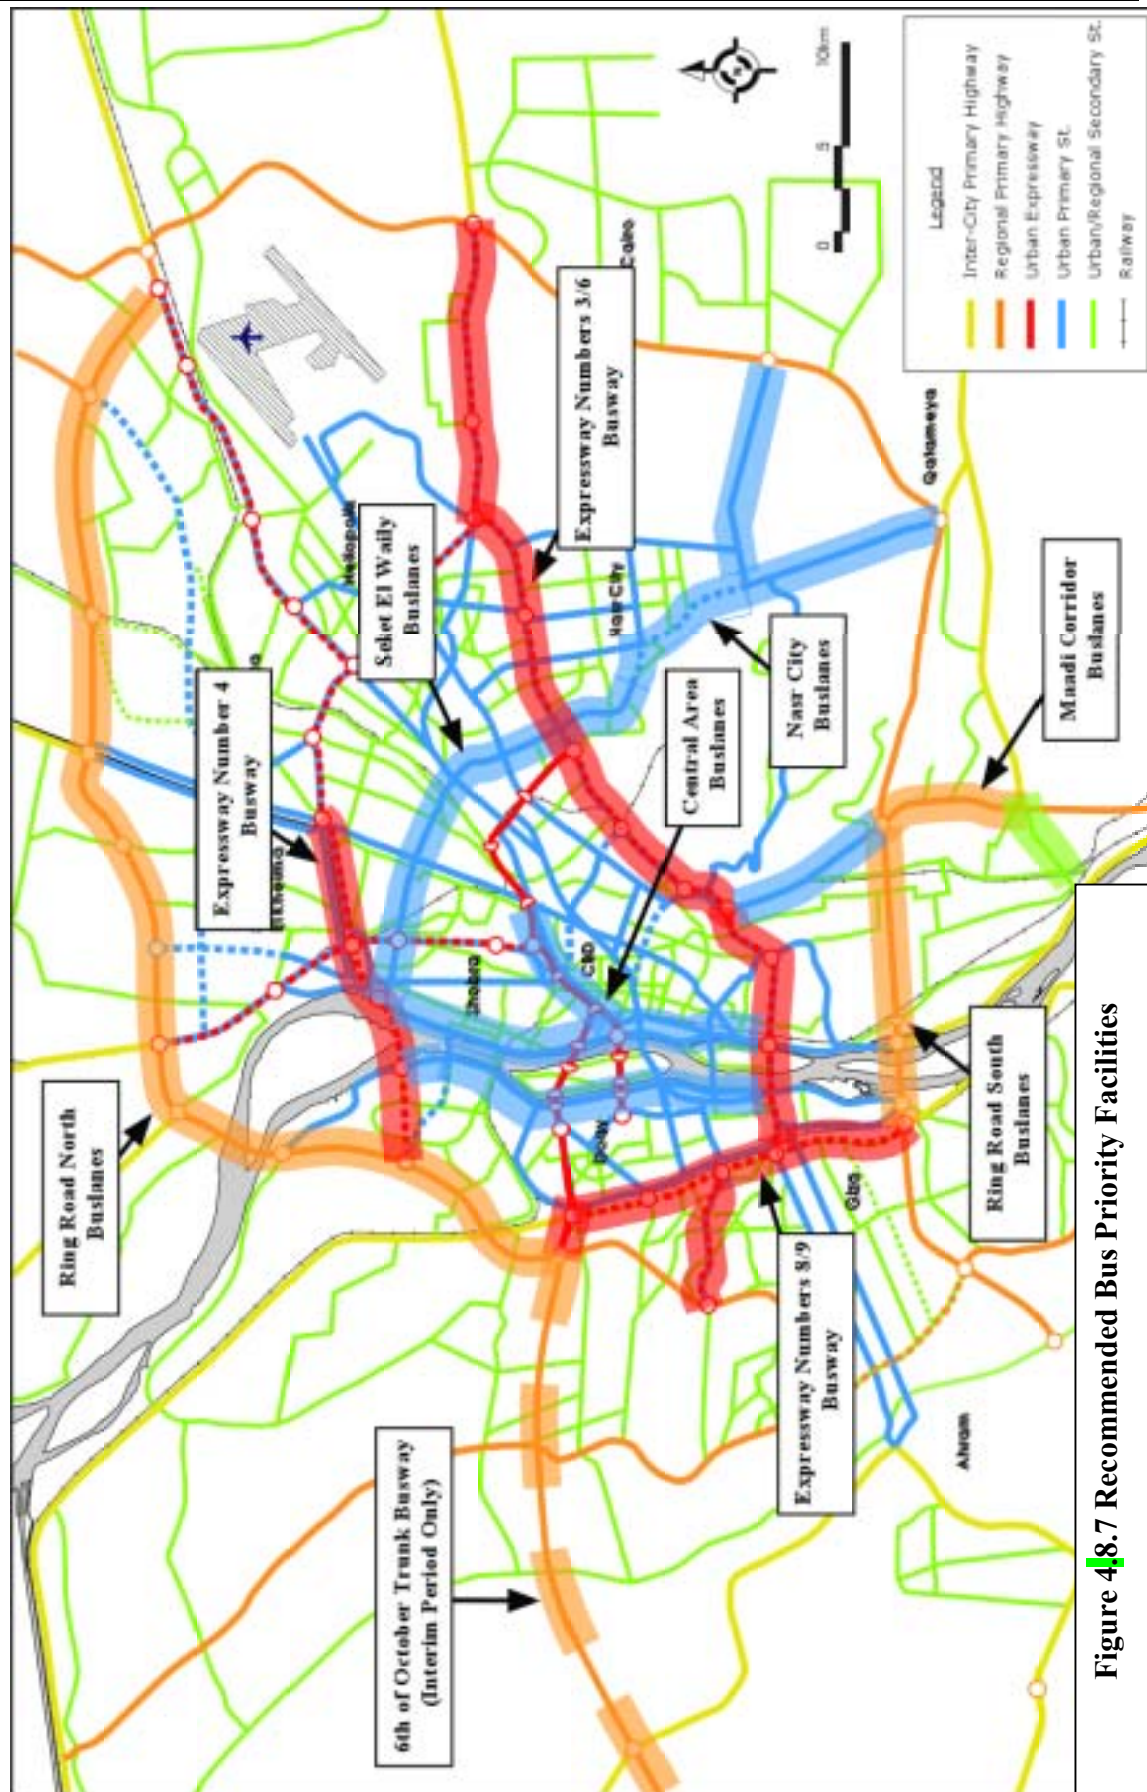 Ring Road North
Buslanes
Expressway Number 4
Busway
Seket El Waily
Buslanes
Expressway Numbers 3/6
Busway
6th of October Trunk Busway
(Interim Period Only)
Central Area
Buslanes
Nasr City
Buslanes
Expressway Numbers 8/9
Busway
Ring Road South
Buslanes
Maadi Corridor
Buslanes
Heliopolis
Cairo
Nasr City
Qatameya
Shobra
CBD
Dokki
Giza
Ahram
N
0
5
10km
Legend
Inter-City Primary Highway
Regional Primary Highway
Urban Expressway
Urban Primary St.
Urban/Regional Secondary St.
Railway
Figure 4.8.7 Recommended Bus Priority Facilities